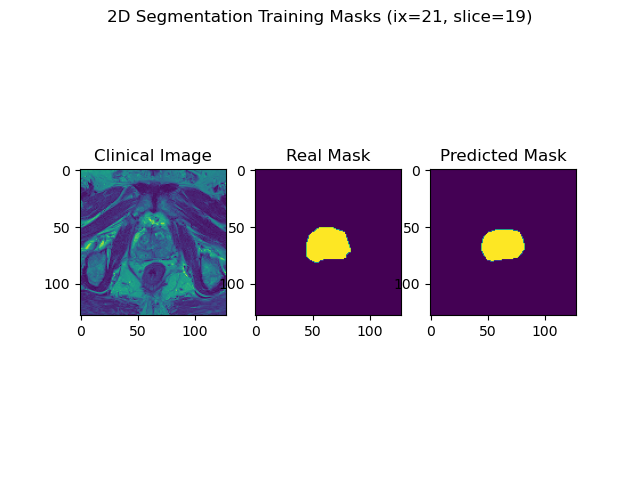 2D Segmentation Training Masks (ix=21, slice=19)
Clinical Image Real Mask Predicted Mask
0 0 0
50 50 50
100 100 100
0 50 100 0 50 100 0 50 100